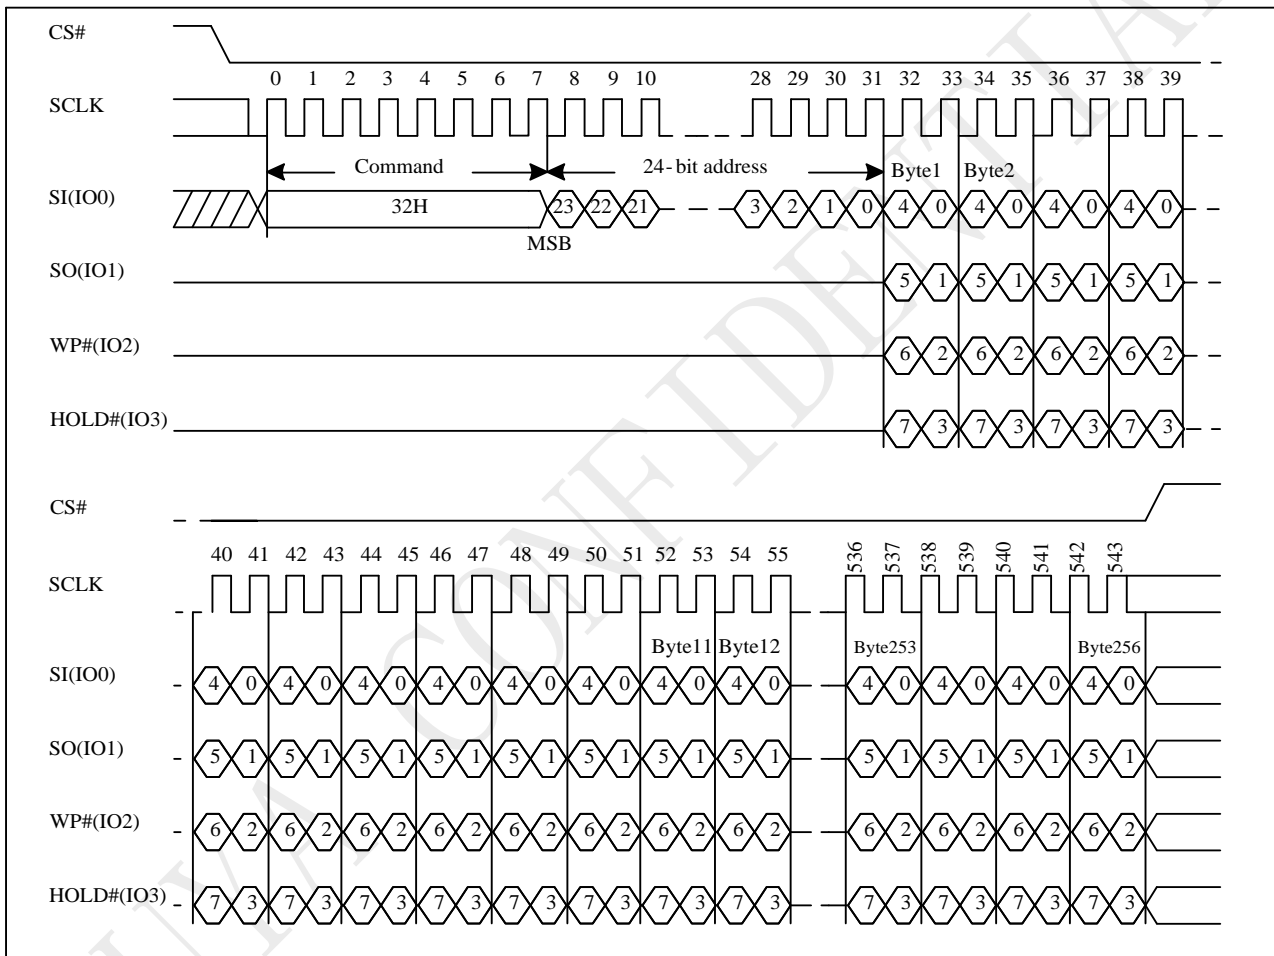 CS#
0 1 2 3 4 5 6 7 8 9 10 28 29 30 31 32 33 34 35 36 37 38 39
SCLK
Command 24-bit address Byte1 Byte2
SI(IO0) 32H 23 22 21 3 2 1 0 4 0 4 0 4 0 4 0
MSB
SO(IO1) 5 1 5 1 5 1 5 1
WP#(IO2) 6 2 6 2 6 2 6 2
HOLD#(IO3) 7 3 7 3 7 3 7 3
CS#
40 41 42 43 44 45 46 47 48 49 50 51 52 53 54 55 536 537 538 539 540 541 542 543
SCLK
Byte11 Byte12 Byte253 Byte256
SI(IO0) 4 0 4 0 4 0 4 0 4 0 4 0 4 0 4 0 4 0 4 0 4 0 4 0
SO(IO1) 5 1 5 1 5 1 5 1 5 1 5 1 5 1 5 1 5 1 5 1 5 1 5 1
WP#(IO2) 6 2 6 2 6 2 6 2 6 2 6 2 6 2 6 2 6 2 6 2 6 2 6 2
HOLD#(IO3) 7 3 7 3 7 3 7 3 7 3 7 3 7 3 7 3 7 3 7 3 7 3 7 3